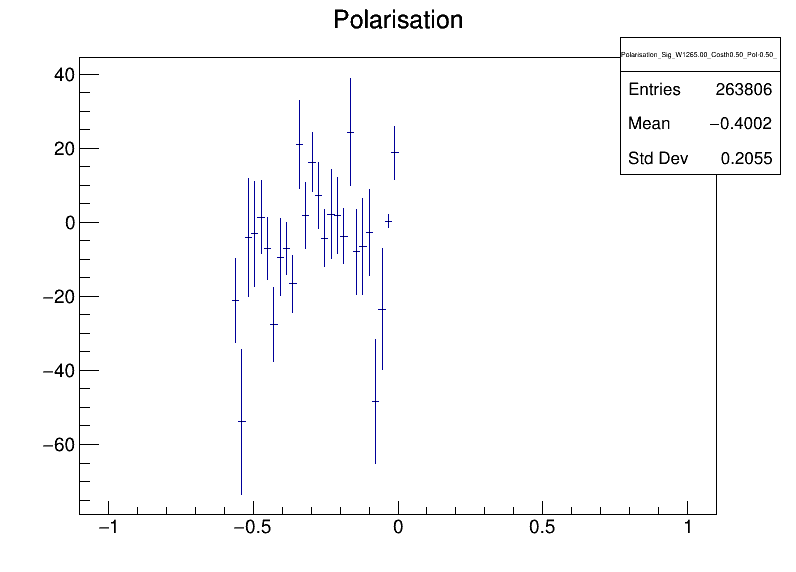 Polarisation
Polarisation_Sig_W1265.00_Costh0.50_Pol-0.50_
Entries 263806
Mean −0.4002
Std Dev 0.2055
40
20
0
−20
−40
−60
−1 −0.5 0 0.5 1